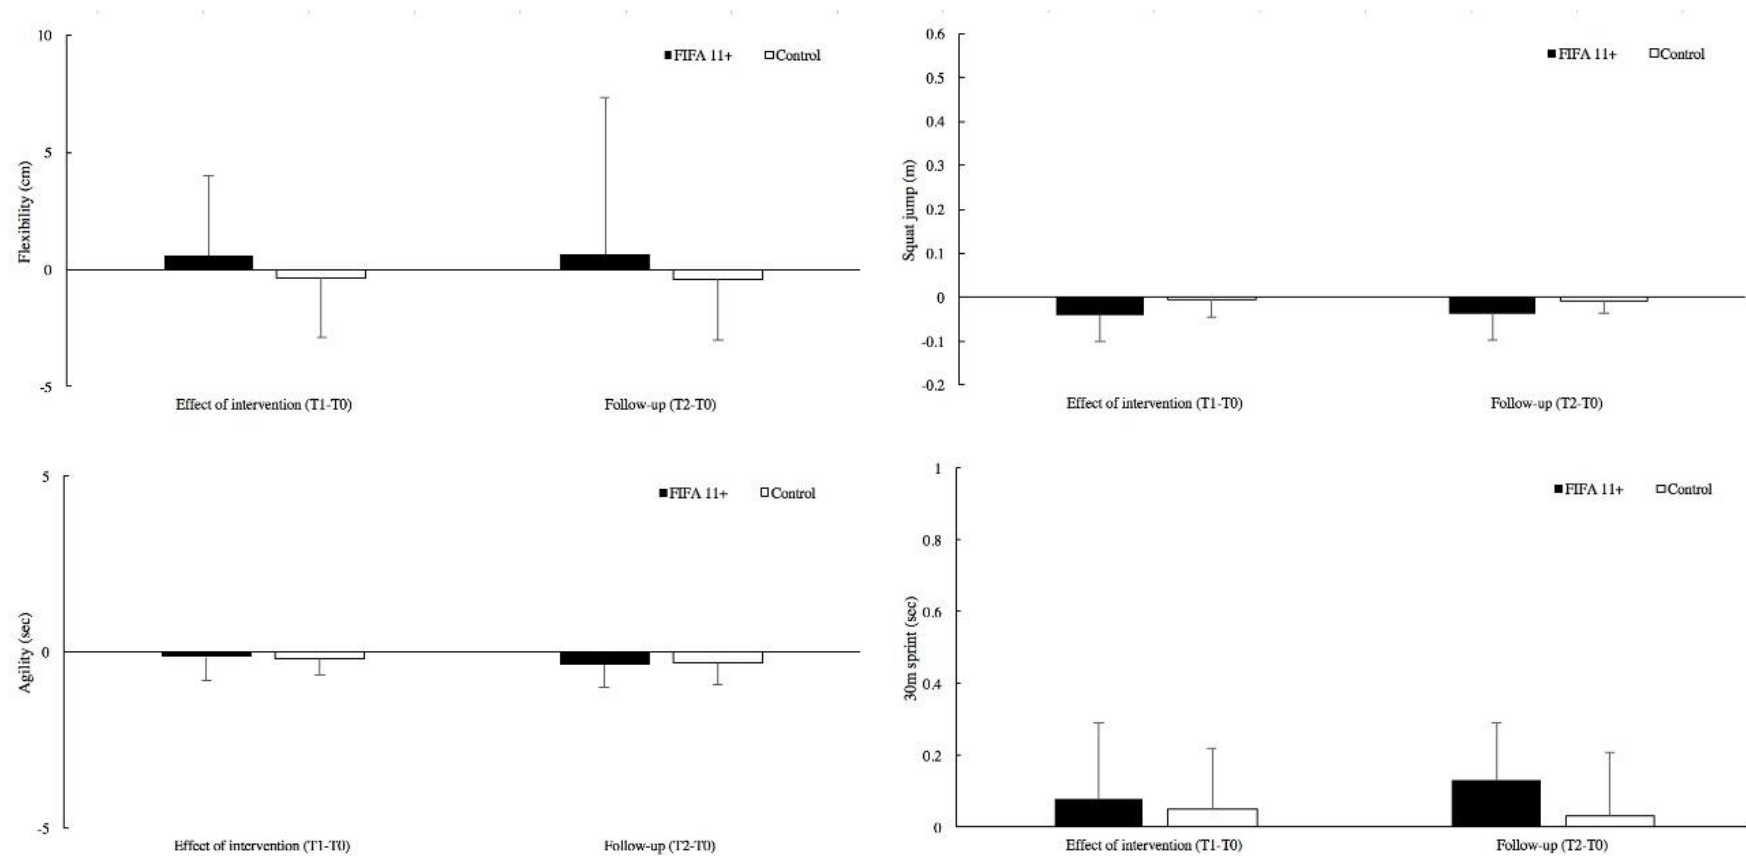 10
5
0
-5
Flexibility (cm)
FIFA 11+ Control
Effect of intervention (T1-T0) Follow-up (T2-T0)
0.6
0.5
0.4
0.3
0.2
0.1
0
-0.1
-0.2
Squat jump (m)
FIFA 11+ Control
Effect of intervention (T1-T0) Follow-up (T2-T0)
5
0
-5
Agility (sec)
FIFA 11+ Control
Effect of intervention (T1-T0) Follow-up (T2-T0)
1
0.8
0.6
0.4
0.2
0
30m sprint (sec)
FIFA 11+ Control
Effect of intervention (T1-T0) Follow-up (T2-T0)